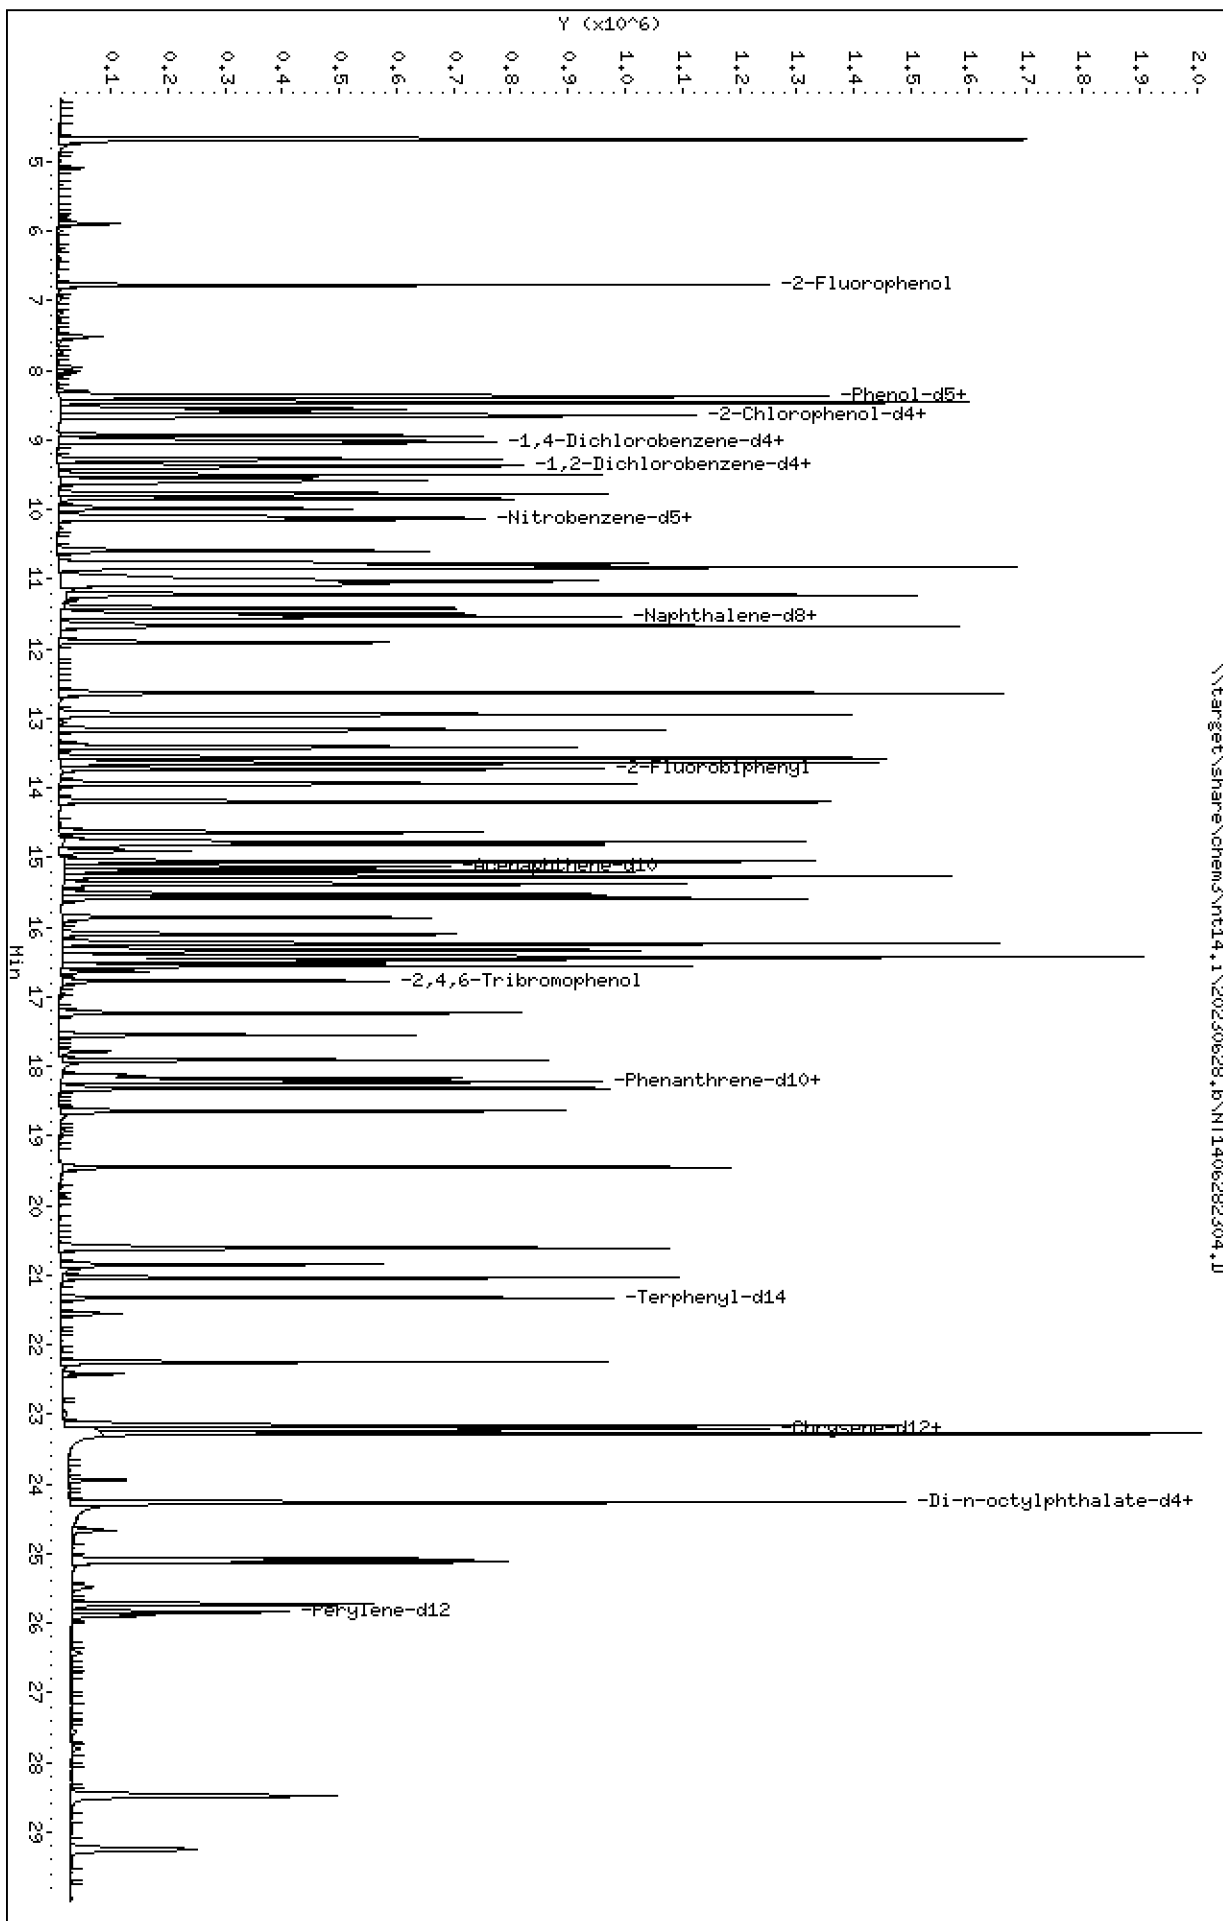 \\target\share\chem3\nt14.i\20230628.b\NT1406282304.D
Y (x10^6)
2.0
1.9
1.8
1.7
1.6
1.5
1.4
1.3
1.2
1.1
1.0
0.9
0.8
0.7
0.6
0.5
0.4
0.3
0.2
0.1
-2-Fluorophenol
-Phenol-d5+
-2-Chlorophenol-d4+
-1,4-Dichlorobenzene-d4+
-1,2-Dichlorobenzene-d4+
-Nitrobenzene-d5+
-Naphthalene-d8+
-2-Fluorobiphenyl
-Acenaphthene-d10
-2,4,6-Tribromophenol
-Phenanthrene-d10+
-Terphenyl-d14
-Chrysene-d12+
-Di-n-octylphthalate-d4+
-Perylene-d12
5
6
7
8
9
10
11
12
13
14
15
16
17
18
19
20
21
22
23
24
25
26
27
28
29
Min